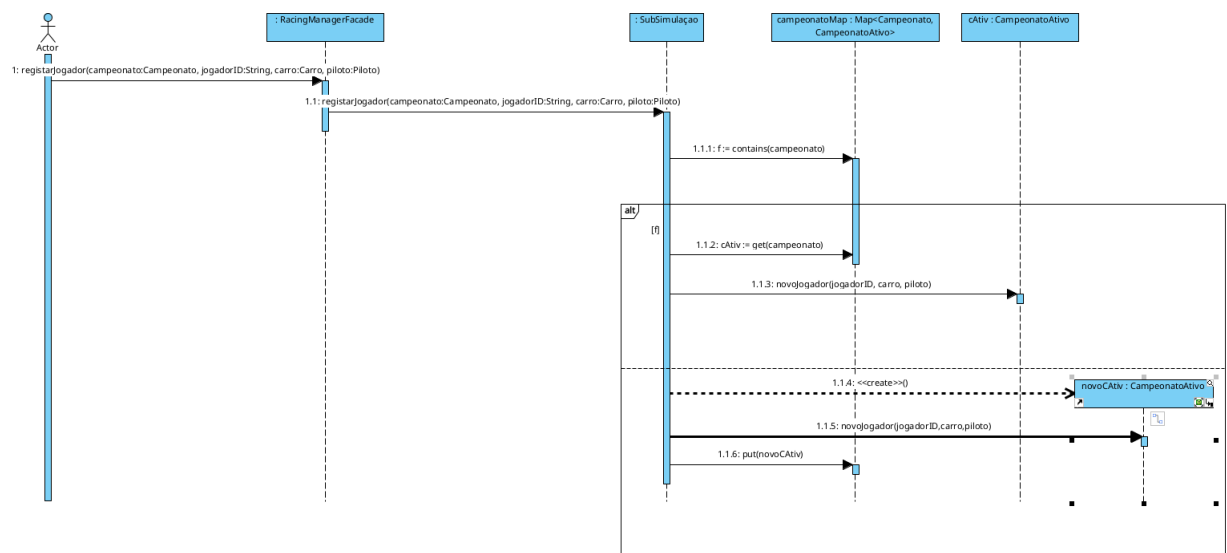 : RacingManagerFacade
: SubSimulaçao
campeonatoMap : Map<Campeonato,
CampeonatoAtivo>
cAtiv : CampeonatoAtivo
Actor
1: registarJogador(campeonato:Campeonato, jogadorID:String, carro:Carro, piloto:Piloto)
1.1: registarJogador(campeonato:Campeonato, jogadorID:String, carro:Carro, piloto:Piloto)
1.1.1: f := contains(campeonato)
alt
[f]
1.1.2: cAtiv := get(campeonato)
1.1.3: novoJogador(jogadorID, carro, piloto)
1.1.4: <<create>>()
novoCAtiv : CampeonatoAtivo
1.1.5: novoJogador(jogadorID,carro,piloto)
1.1.6: put(novoCAtiv)